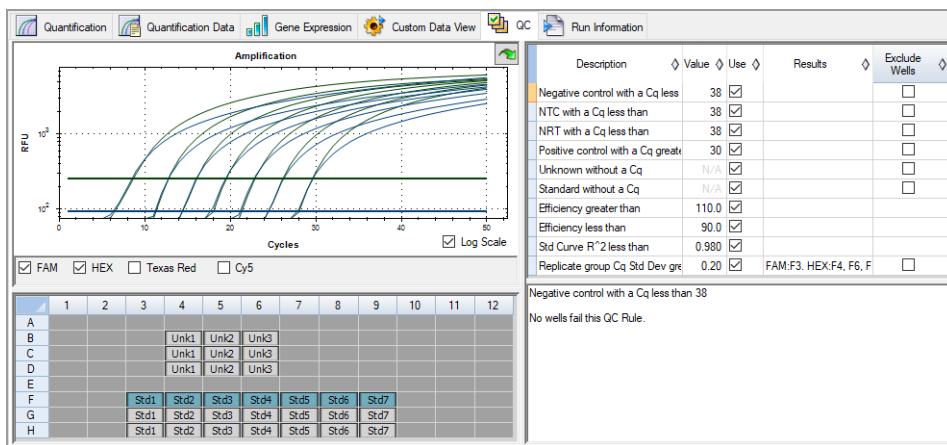 Quantification Quantification Data Gene Expression Custom Data View QC Run Information
Amplification
RFU
10^3
10^2
0 10 20 30 40 50
Cycles
Log Scale
FAM HEX Texas Red Cy5
1 2 3 4 5 6 7 8 9 10 11 12
A
B Unk1 Unk2 Unk3
C Unk1 Unk2 Unk3
D Unk1 Unk2 Unk3
E
F Std1 Std2 Std3 Std4 Std5 Std6 Std7
G Std1 Std2 Std3 Std4 Std5 Std6 Std7
H Std1 Std2 Std3 Std4 Std5 Std6 Std7
Description Value Use Results Exclude
Wells
Negative control with a Cq less 38
NTC with a Cq less than 38
NRT with a Cq less than 38
Positive control with a Cq greate 30
Unknown without a Cq N/A
Standard without a Cq N/A
Efficiency greater than 110.0
Efficiency less than 90.0
Std Curve R^2 less than 0.980
Replicate group Cq Std Dev gre 0.20 FAM:F3. HEX:F4, F6, F
Negative control with a Cq less than 38
No wells fail this QC Rule.